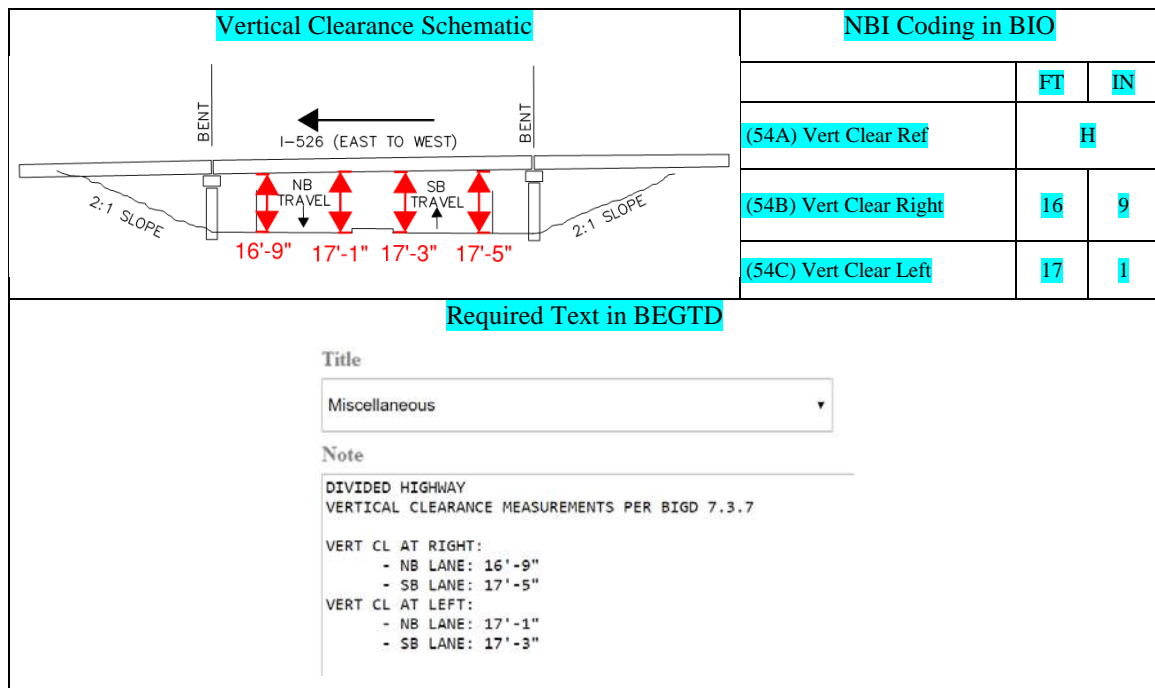 Vertical Clearance Schematic
NBI Coding in BIO
FT IN
(54A) Vert Clear Ref H
(54B) Vert Clear Right 16 9
(54C) Vert Clear Left 17 1
BENT
BENT
I-526 (EAST TO WEST)
NB
TRAVEL
SB
TRAVEL
2:1 SLOPE
2:1 SLOPE
16'-9" 17'-1" 17'-3" 17'-5"
Required Text in BEGTD
Title
Miscellaneous
Note
DIVIDED HIGHWAY
VERTICAL CLEARANCE MEASUREMENTS PER BIGD 7.3.7
VERT CL AT RIGHT:
- NB LANE: 16'-9"
- SB LANE: 17'-5"
VERT CL AT LEFT:
- NB LANE: 17'-1"
- SB LANE: 17'-3"